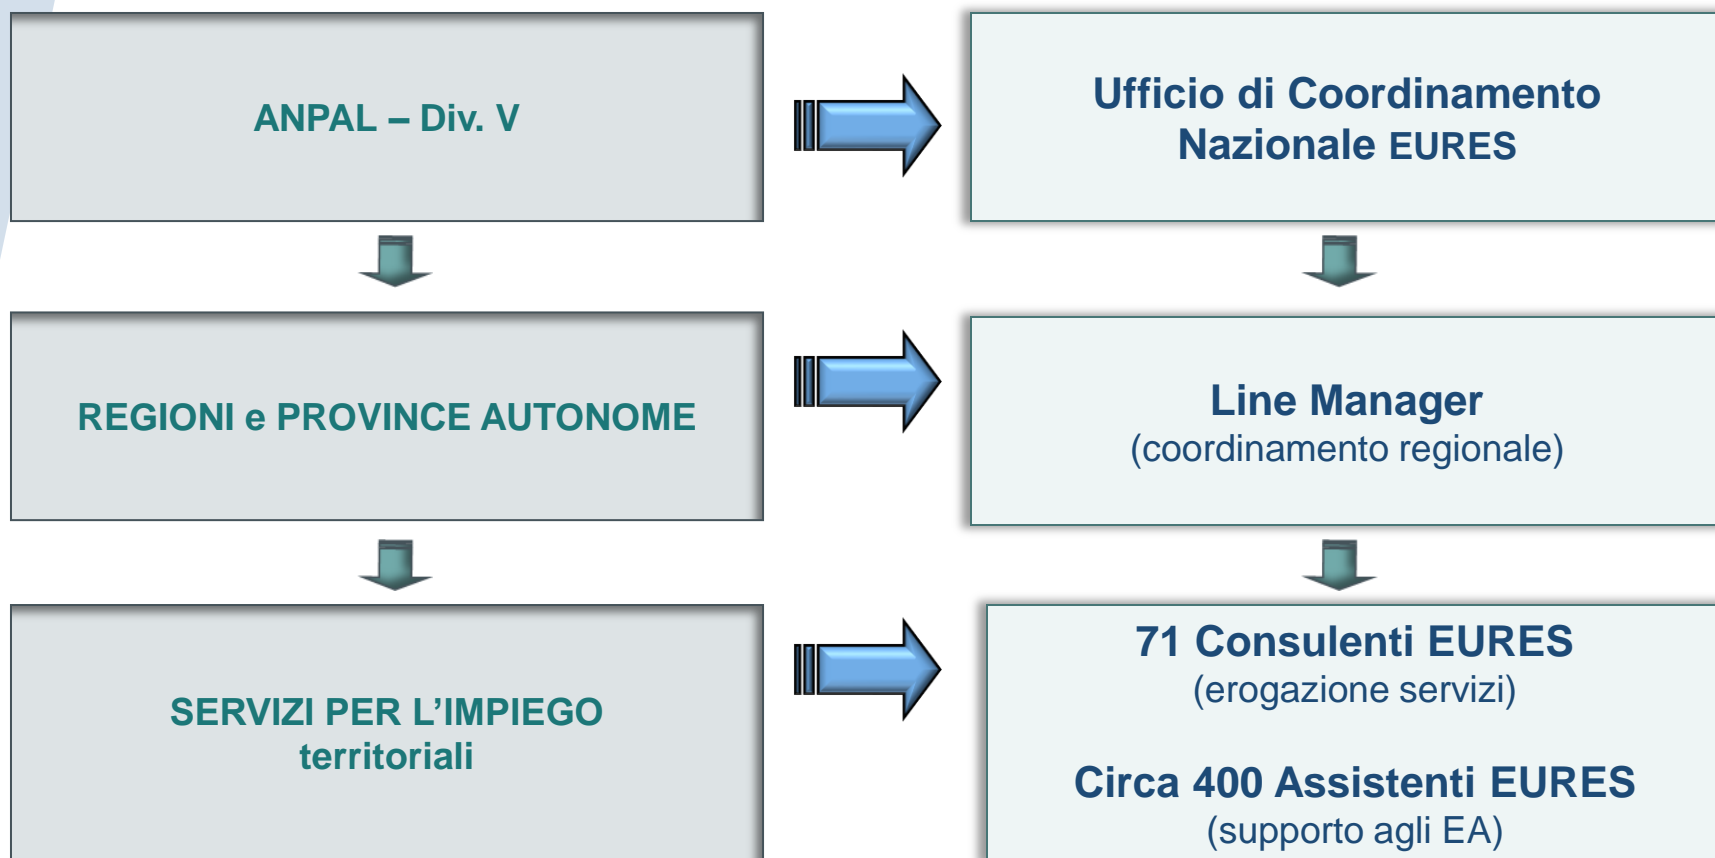 ANPAL – Div. V
Ufficio di Coordinamento
Nazionale EURES
REGIONI e PROVINCE AUTONOME
Line Manager
(coordinamento regionale)
SERVIZI PER L’IMPIEGO
territoriali
71 Consulenti EURES
(erogazione servizi)
Circa 400 Assistenti EURES
(supporto agli EA)